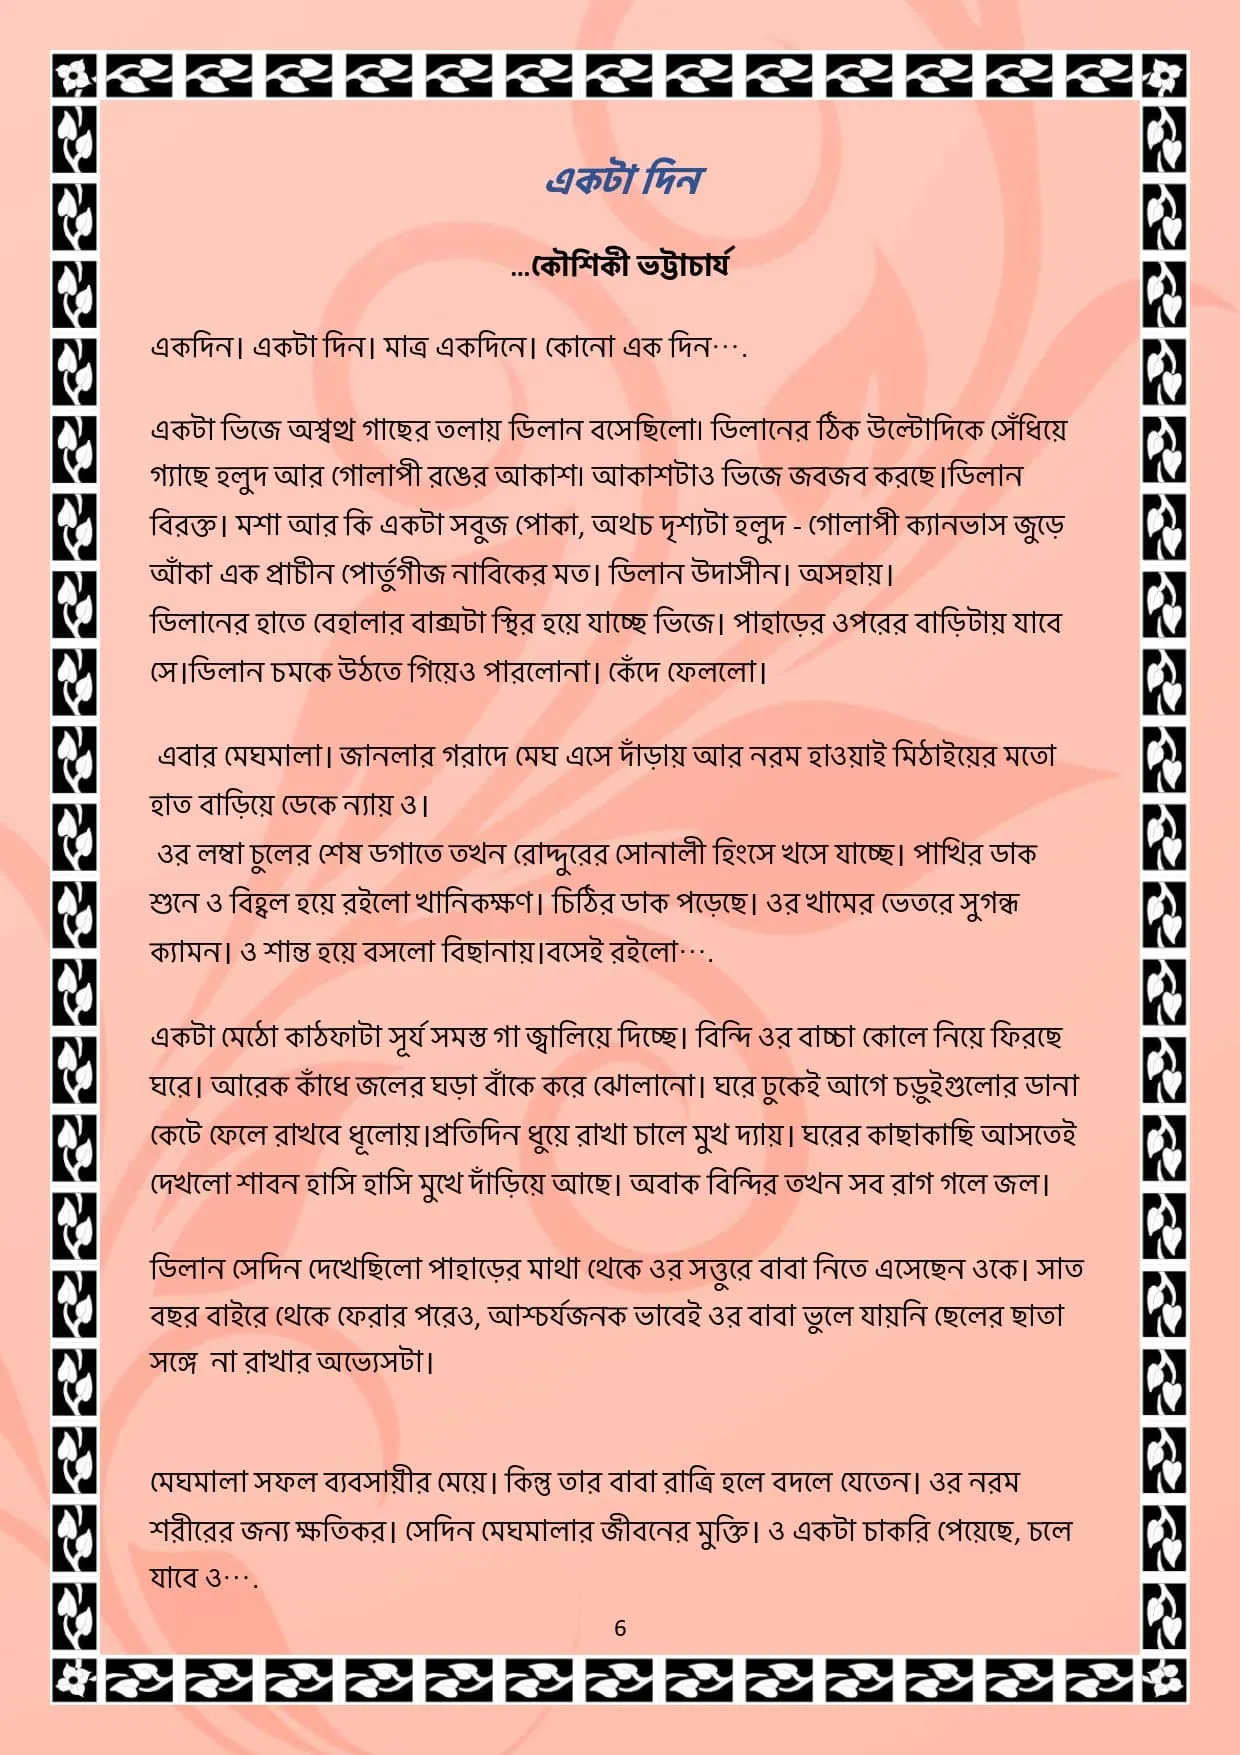 একটা দিন
...কৌশিকী ভট্টাচার্য
একদিন। একটা দিন। মাত্র একদিনে। কোনো এক দিন⋯.
একটা ভিজে অশ্বত্থ গাছের তলায় ডিলান বসেছিলো৷ ডিলানের ঠিক উল্টোদিকে সেঁধিয়ে
গ্যাছে হলুদ আর গোলাপী রঙের আকাশ৷ আকাশটাও ভিজে জবজব করছে।ডিলান
বিরক্ত। মশা আর কি একটা সবুজ পোকা, অথচ দৃশ্যটা হলুদ - গোলাপী ক্যানভাস জুড়ে
আঁকা এক প্রাচীন পোর্তুগীজ নাবিকের মত। ডিলান উদাসীন। অসহায়।
ডিলানের হাতে বেহালার বাক্সটা স্থির হয়ে যাচ্ছে ভিজে। পাহাড়ের ওপরের বাড়িটায় যাবে
সে।ডিলান চমকে উঠতে গিয়েও পারলোনা। কেঁদে ফেললো।
এবার মেঘমালা। জানলার গরাদে মেঘ এসে দাঁড়ায় আর নরম হাওয়াই মিঠাইয়ের মতো
হাত বাড়িয়ে ডেকে ন্যায় ও।
ওর লম্বা চুলের শেষ ডগাতে তখন রোদ্দুরের সোনালী হিংসে খসে যাচ্ছে। পাখির ডাক
শুনে ও বিহ্বল হয়ে রইলো খানিকক্ষণ। চিঠির ডাক পড়েছে। ওর খামের ভেতরে সুগন্ধ
ক্যামন। ও শান্ত হয়ে বসলো বিছানায়।বসেই রইলো⋯.
একটা মেঠো কাঠফাটা সূর্য সমস্ত গা জ্বালিয়ে দিচ্ছে। বিন্দি ওর বাচ্চা কোলে নিয়ে ফিরছে
ঘরে। আরেক কাঁধে জলের ঘড়া বাঁকে করে ঝোলানো। ঘরে ঢুকেই আগে চড়ুইগুলোর ডানা
কেটে ফেলে রাখবে ধূলোয়।প্রতিদিন ধুয়ে রাখা চালে মুখ দ্যায়। ঘরের কাছাকাছি আসতেই
দেখলো শাবন হাসি হাসি মুখে দাঁড়িয়ে আছে। অবাক বিন্দির তখন সব রাগ গলে জল।
ডিলান সেদিন দেখেছিলো পাহাড়ের মাথা থেকে ওর সত্তুরে বাবা নিতে এসেছেন ওকে। সাত
বছর বাইরে থেকে ফেরার পরেও, আশ্চর্যজনক ভাবেই ওর বাবা ভুলে যায়নি ছেলের ছাতা
সঙ্গে না রাখার অভ্যেসটা।
মেঘমালা সফল ব্যবসায়ীর মেয়ে। কিন্তু তার বাবা রাত্রি হলে বদলে যেতেন। ওর নরম
শরীরের জন্য ক্ষতিকর। সেদিন মেঘমালার জীবনের মুক্তি। ও একটা চাকরি পেয়েছে, চলে
যাবে ও⋯.
6